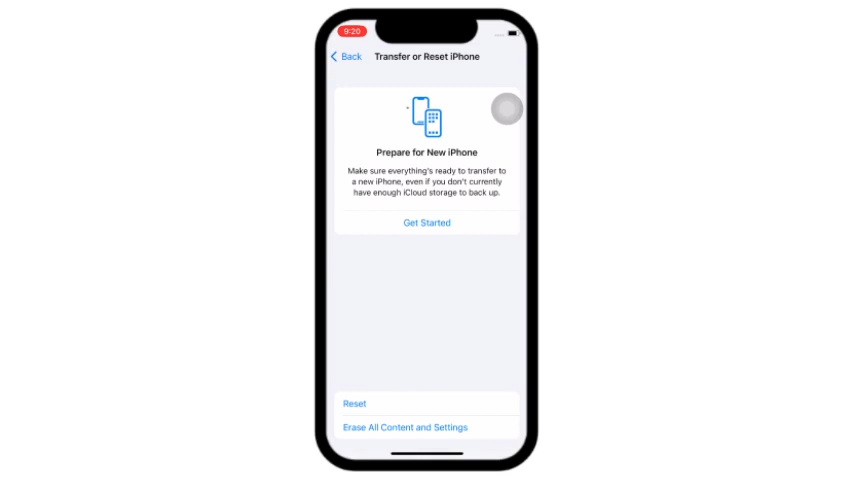 9:20
Back
Transfer or Reset iPhone
Prepare for New iPhone
Make sure everything's ready to transfer to
a new iPhone, even if you don't currently
have enough iCloud storage to back up.
Get Started
Reset
Erase All Content and Settings